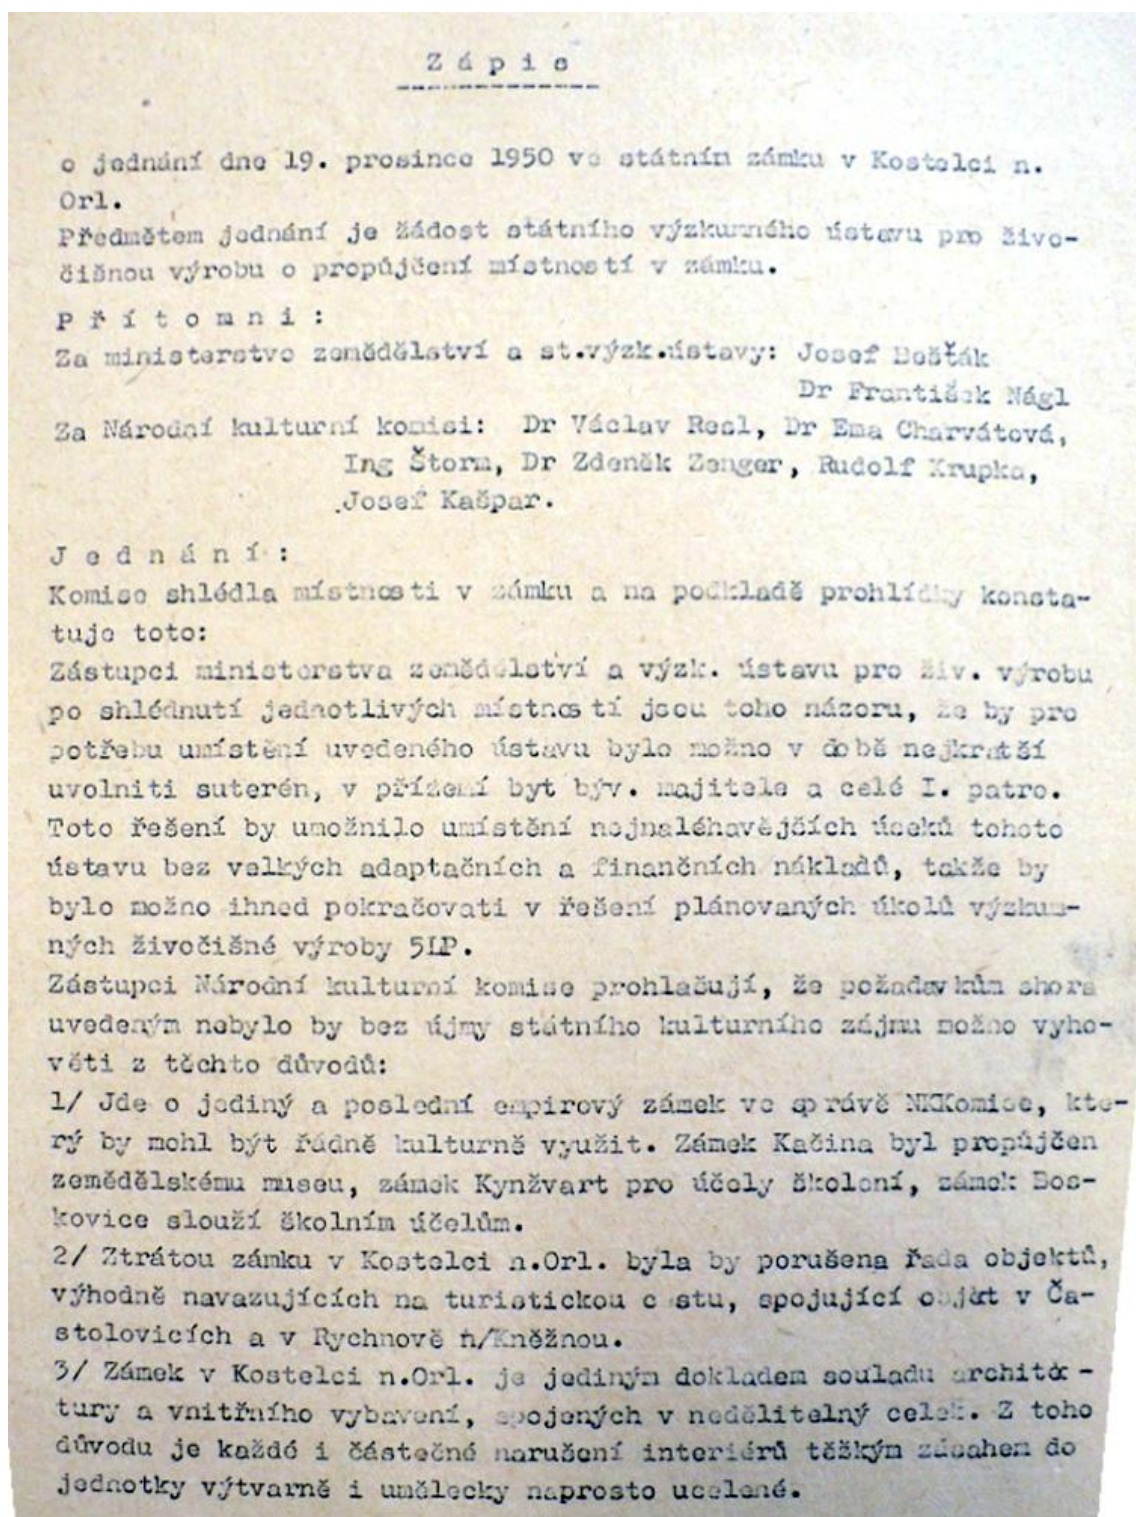 Zápis
o jednání dne 19. prosince 1950 ve státním zámku v Kostelci n.
Orl.
Předmětem jednání je žádost státního výzkumného ústavu pro živo-
čišnou výrobu o propůjčení místností v zámku.
Přítomni:
Za ministerstvo zemědělství a st.výzk.ústavy: Josef Bošťák
Dr František Nágl
Za Národní kulturní komisi: Dr Václav Resl, Dr Ema Charvátová,
Ing Štorm, Dr Zdeněk Zenger, Rudolf Krupka,
Josef Kašpar.
Jednání:
Komise shlédla místnosti v zámku a na podkladě prohlídky konsta-
tuje toto:
Zástupci ministerstva zemědělství a výzk. ústavu pro živ. výrobu
po shlédnutí jednotlivých místností jsou toho názoru, že by pro
potřebu umístění uvedeného ústavu bylo možno v době nejkratší
uvolniti suterén, v přízemí byt býv. majitele a celé I. patro.
Toto řešení by umožnilo umístění nejnaléhavějších úseků tohoto
ústavu bez velkých adaptačních a finančních nákladů, takže by
bylo možno ihned pokračovati v řešení plánovaných úkolů výzkum-
ných živočišné výroby 5LP.
Zástupci Národní kulturní komise prohlašují, že požadavkům shora
uvedeným nebylo by bez újmy státního kulturního zájmu možno vyho-
věti z těchto důvodů:
1/ Jde o jediný a poslední empirový zámek ve správě NKKomise, kte-
rý by mohl být řádně kulturně využit. Zámek Kačina byl propůjčen
zemědělskému museu, zámek Kynžvart pro účely školení, zámek Bos-
kovice slouží školním účelům.
2/ Ztrátou zámku v Kostelci n.Orl. byla by porušena řada objektů,
výhodně navazujících na turistickou cestu, spojující objekt v Ča-
stolovicích a v Rychnově n/Kněžnou.
3/ Zámek v Kostelci n.Orl. je jediným dokladem souladu architek-
tury a vnitřního vybavení, spojených v nedělitelný celek. Z toho
důvodu je každé i částečné narušení interiérů těžkým zásahem do
jednotky výtvarně i umělecky naprosto ucelené.